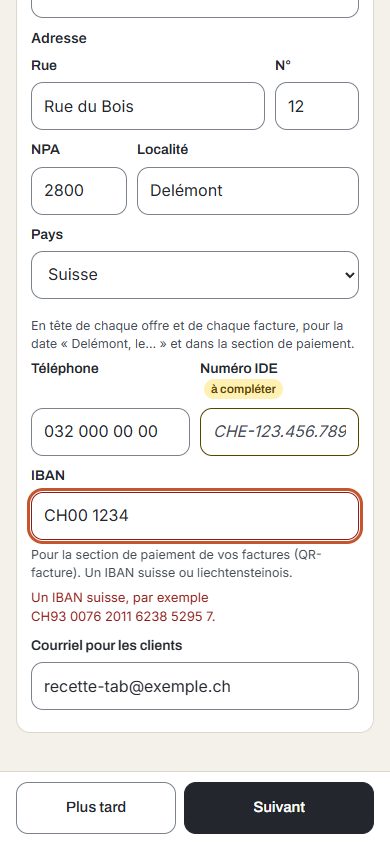 Adresse
Rue
N°
Rue du Bois
12
NPA
Localité
2800
Delémont
Pays
Suisse
En tête de chaque offre et de chaque facture, pour la
date « Delémont, le... » et dans la section de paiement.
Téléphone
Numéro IDE
à compléter
032 000 00 00
CHE-123.456.789
IBAN
CH00 1234
Pour la section de paiement de vos factures (QR-
facture). Un IBAN suisse ou liechtensteinois.
Un IBAN suisse, par exemple
CH93 0076 2011 6238 5295 7.
Courriel pour les clients
recette-tab@exemple.ch
Plus tard
Suivant